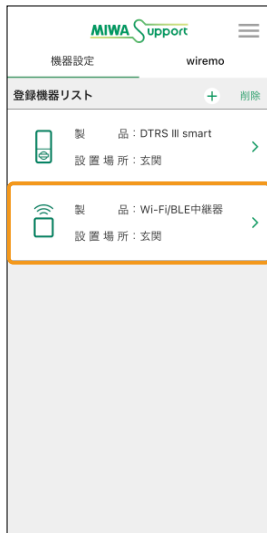 MIWA Support
機器設定 wiremo
登録機器リスト + 削除
製品：DTRS III smart
設置場所：玄関
製品：Wi-Fi/BLE中継器
設置場所：玄関